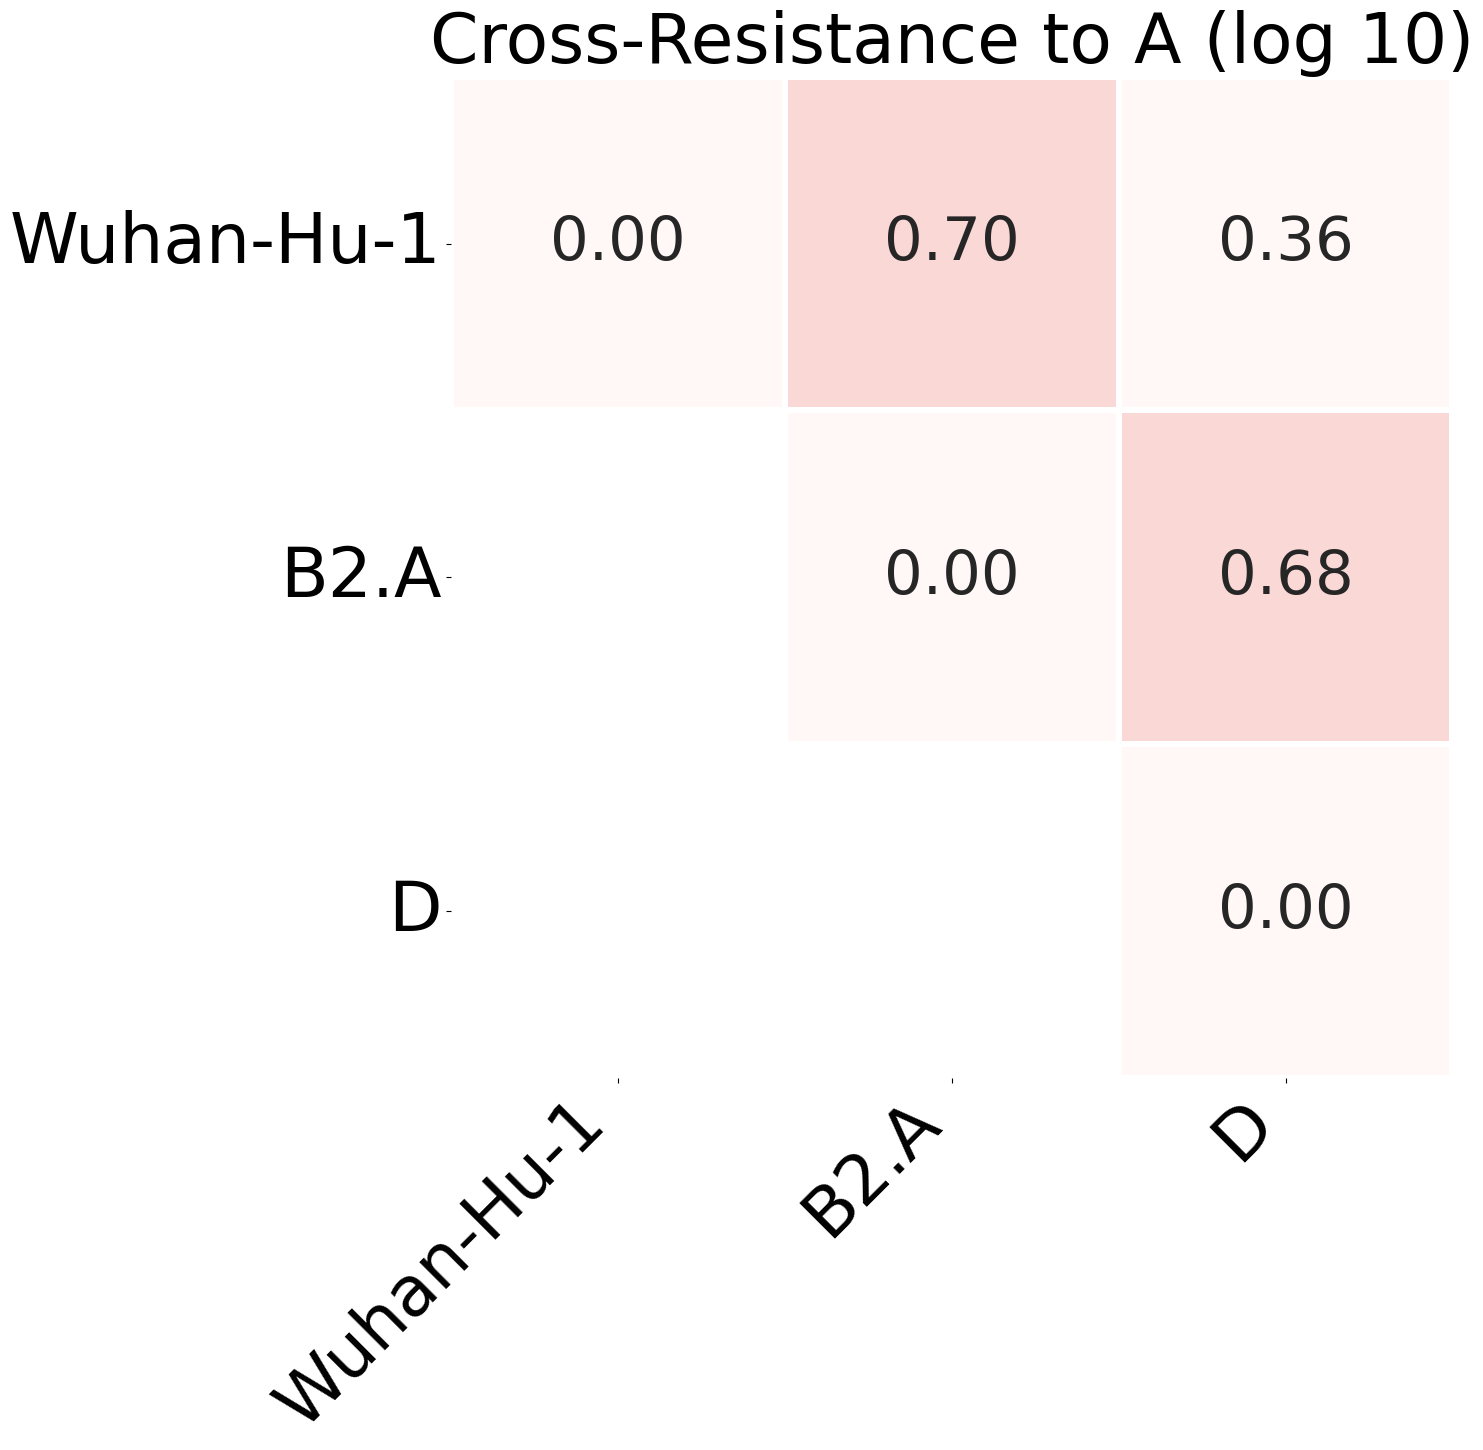 Cross-Resistance to A (log 10)
Wuhan-Hu-1 0.00 0.70 0.36
B2.A 0.00 0.68
D 0.00
Wuhan-Hu-1 B2.A D